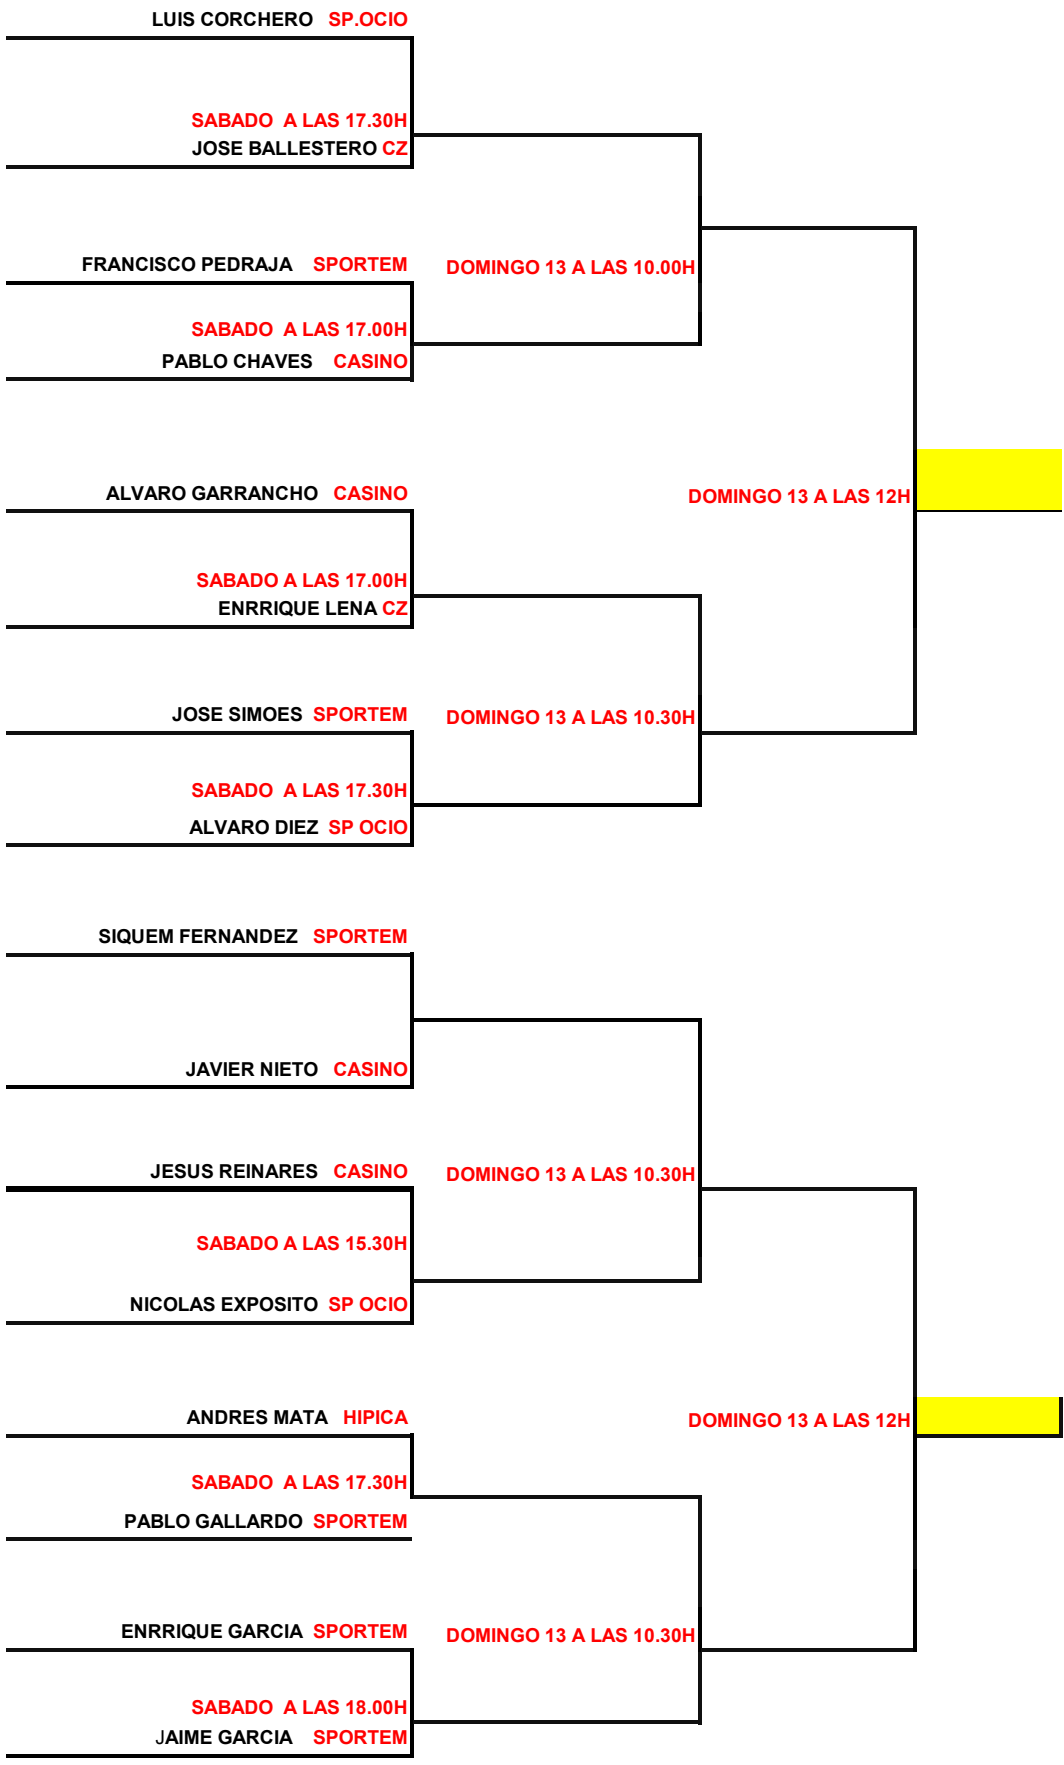 LUIS CORCHERO SP.OCIO
SABADO A LAS 17.30H
JOSE BALLESTERO CZ
FRANCISCO PEDRAJA SPORTEM
DOMINGO 13 A LAS 10.00H
SABADO A LAS 17.00H
PABLO CHAVES CASINO
ALVARO GARRANCHO CASINO
DOMINGO 13 A LAS 12H
SABADO A LAS 17.00H
ENRRIQUE LENA CZ
JOSE SIMOES SPORTEM
DOMINGO 13 A LAS 10.30H
SABADO A LAS 17.30H
ALVARO DIEZ SP OCIO
SIQUEM FERNANDEZ SPORTEM
JAVIER NIETO CASINO
JESUS REINARES CASINO
DOMINGO 13 A LAS 10.30H
SABADO A LAS 15.30H
NICOLAS EXPOSITO SP OCIO
ANDRES MATA HIPICA
DOMINGO 13 A LAS 12H
SABADO A LAS 17.30H
PABLO GALLARDO SPORTEM
ENRRIQUE GARCIA SPORTEM
DOMINGO 13 A LAS 10.30H
SABADO A LAS 18.00H
JAIME GARCIA SPORTEM